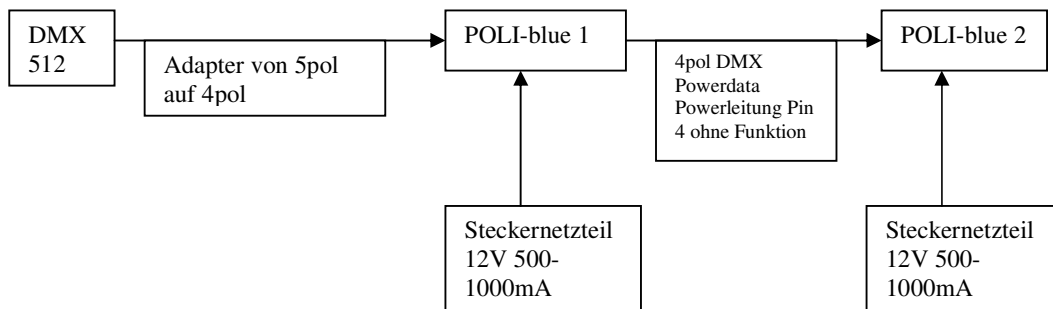 DMX
512
Adapter von 5pol
auf 4pol
POLI-blue 1
4pol DMX
Powerdata
Powerleitung Pin
4 ohne Funktion
POLI-blue 2
Steckernetzteil
12V 500-
1000mA
Steckernetzteil
12V 500-
1000mA